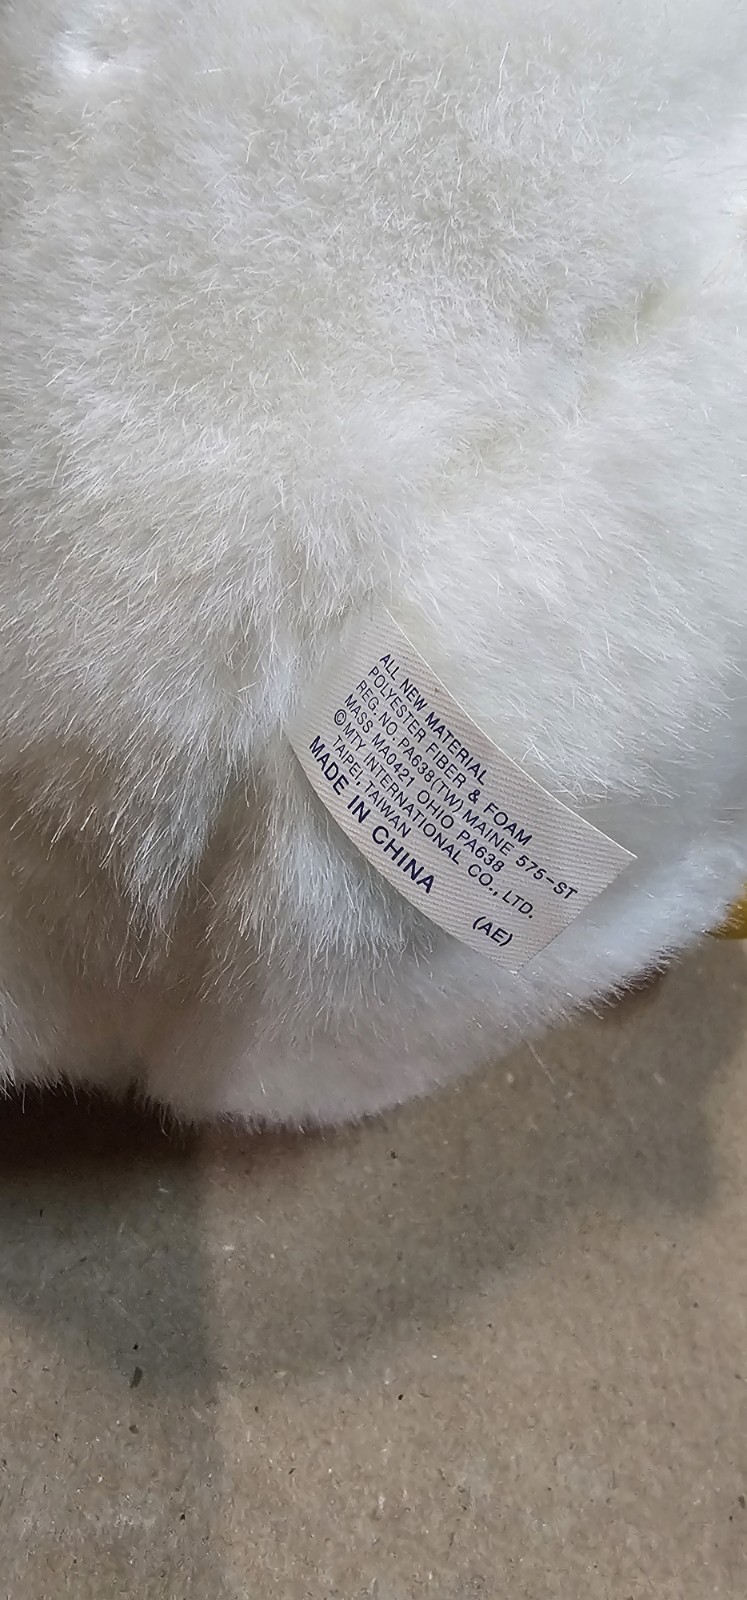 ALL NEW MATERIAL
POLYESTER FIBER & FOAM
REG. NO. PA638(TW) MAINE 575-ST
MASS MA0421 OHIO PA638
©MTY INTERNATIONAL CO., LTD.
TAIPEI, TAIWAN
MADE IN CHINA
(AE)